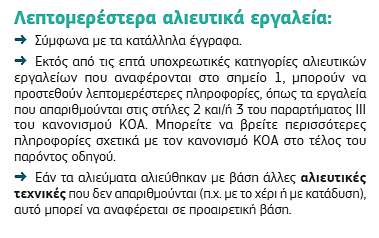 Λεπτομερέστερα αλιευτικά εργαλεία:
➔ Σύμφωνα με τα κατάλληλα έγγραφα.
➔ Εκτός από τις επτά υποχρεωτικές κατηγορίες αλιευτικών
εργαλείων που αναφέρονται στο σημείο 1, μπορούν να
προστεθούν λεπτομερέστερες πληροφορίες, όπως τα εργαλεία
που απαριθμούνται στις στήλες 2 και/ή 3 του παραρτήματος III
του κανονισμού ΚΟΑ. Μπορείτε να βρείτε περισσότερες
πληροφορίες σχετικά με τον κανονισμό ΚΟΑ στο τέλος του
παρόντος οδηγού.
➔ Εάν τα αλιεύματα αλιεύθηκαν με βάση άλλες αλιευτικές
τεχνικές που δεν απαριθμούνται (π.χ. με το χέρι ή με κατάδυση),
αυτό μπορεί να αναφέρεται σε προαιρετική βάση.